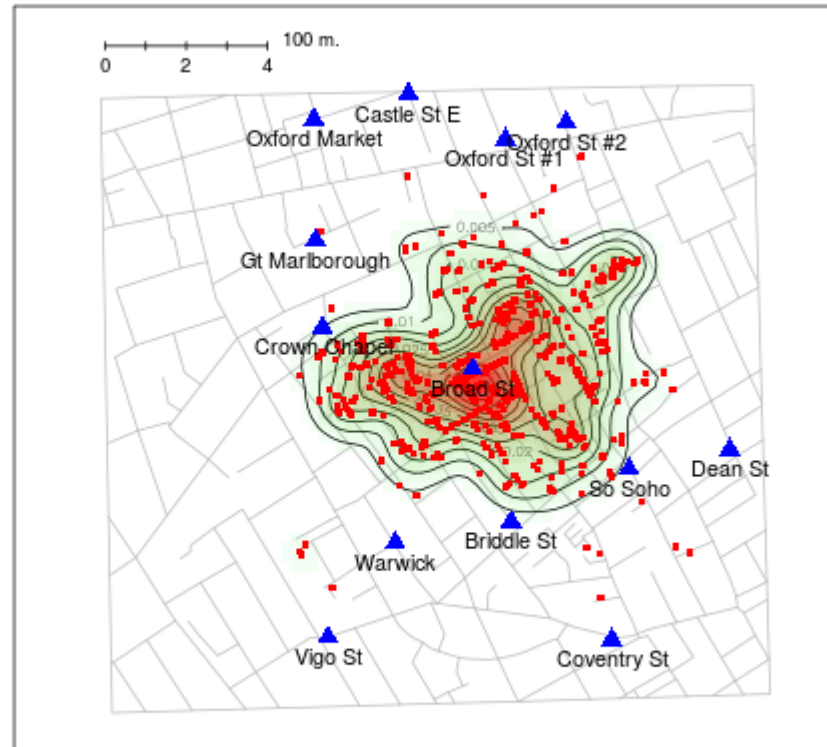 100 m.
0 2 4
Castle St E
Oxford Market
Oxford St #2
Oxford St #1
0.005
Gt Marlborough
0.01
Crown Chapel
Broad St
0.02
So Soho
Dean St
Briddle St
Warwick
Vigo St
Coventry St